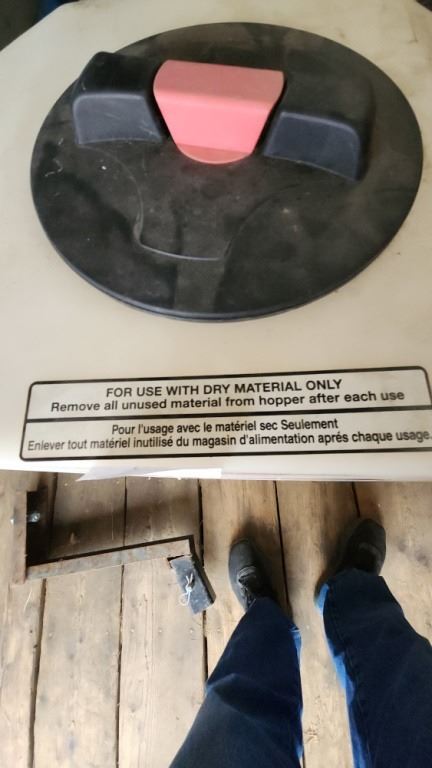 FOR USE WITH DRY MATERIAL ONLY
Remove all unused material from hopper after each use
Pour l'usage avec le matériel sec Seulement
Enlever tout matériel inutilisé du magasin d'alimentation aprés chaque usage.